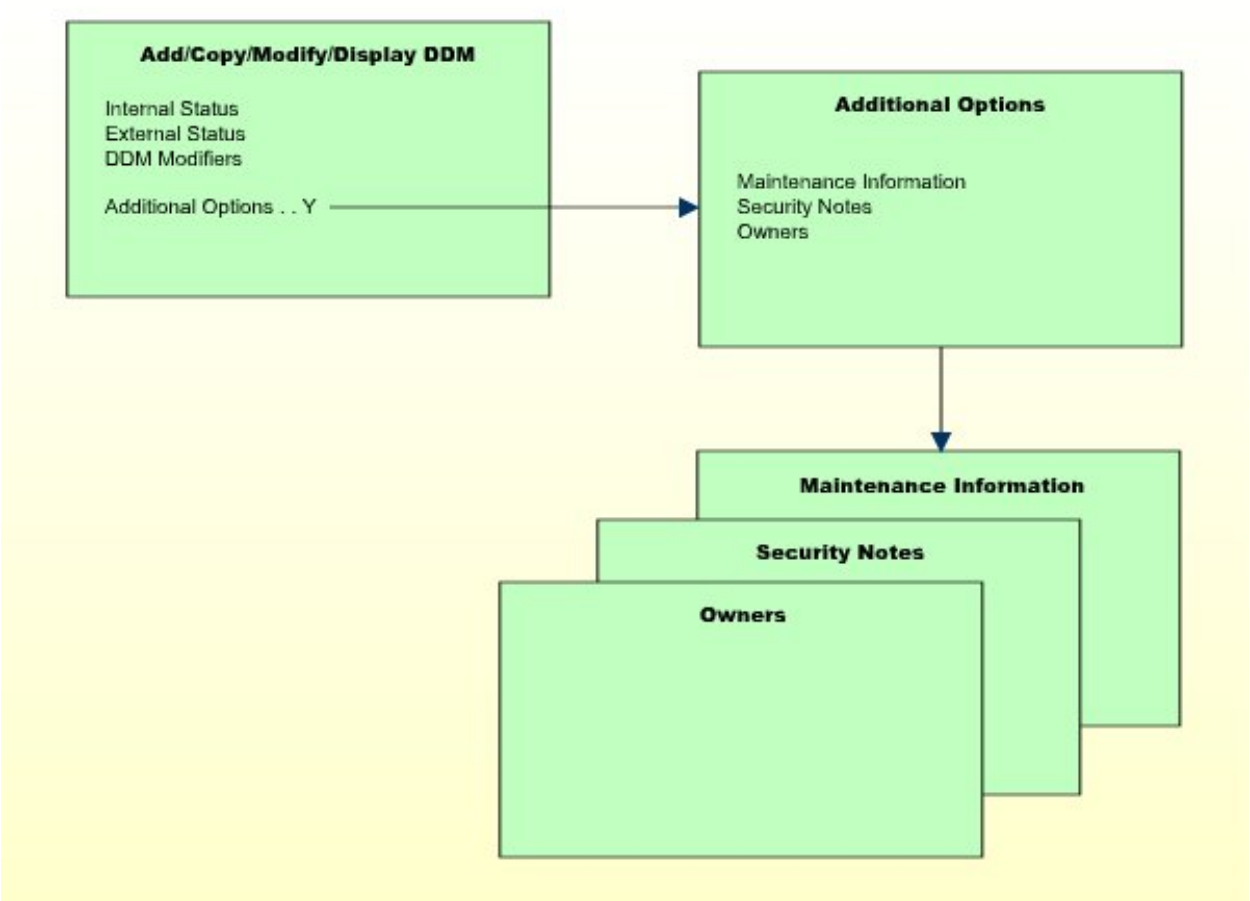 Add/Copy/Modify/Display DDM
Internal Status
External Status
DDM Modifiers
Additional Options . . Y
Additional Options
Maintenance Information
Security Notes
Owners
Maintenance Information
Security Notes
Owners